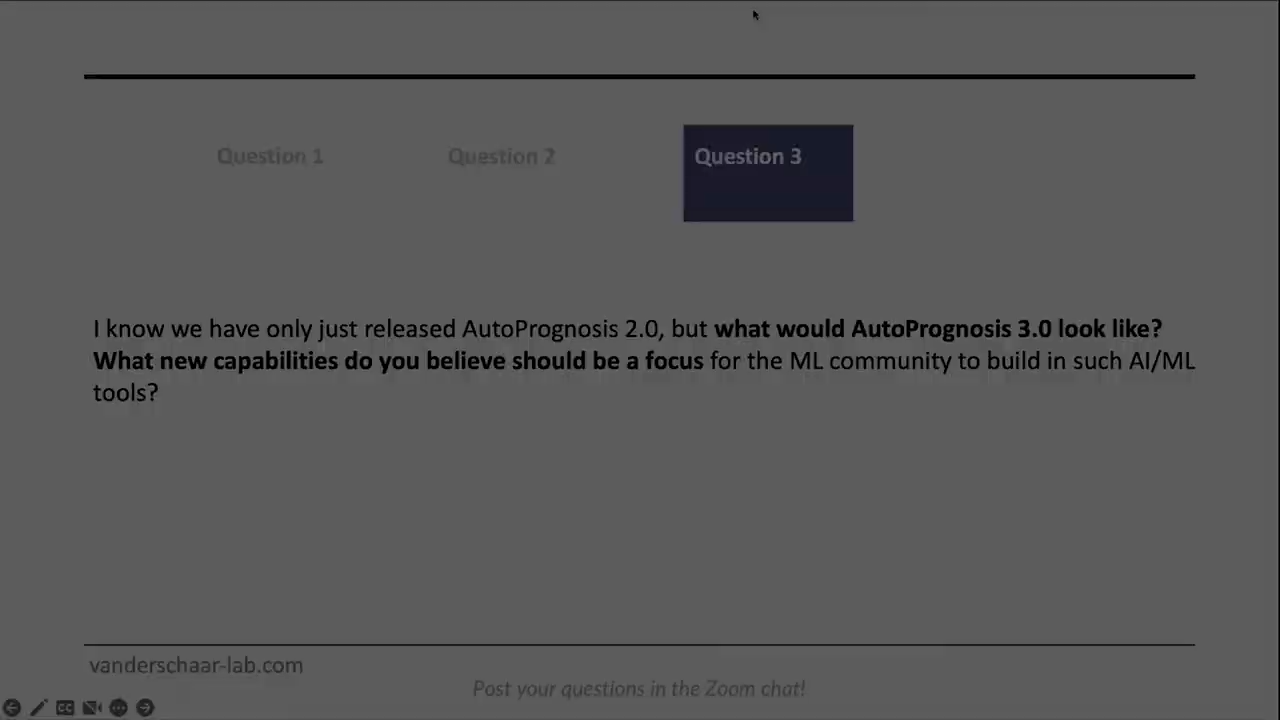 Question 1 Question 2 Question 3
I know we have only just released AutoPrognosis 2.0, but what would AutoPrognosis 3.0 look like?
What new capabilities do you believe should be a focus for the ML community to build in such AI/ML
tools?
vanderschaar-lab.com
Post your questions in the Zoom chat!
CC